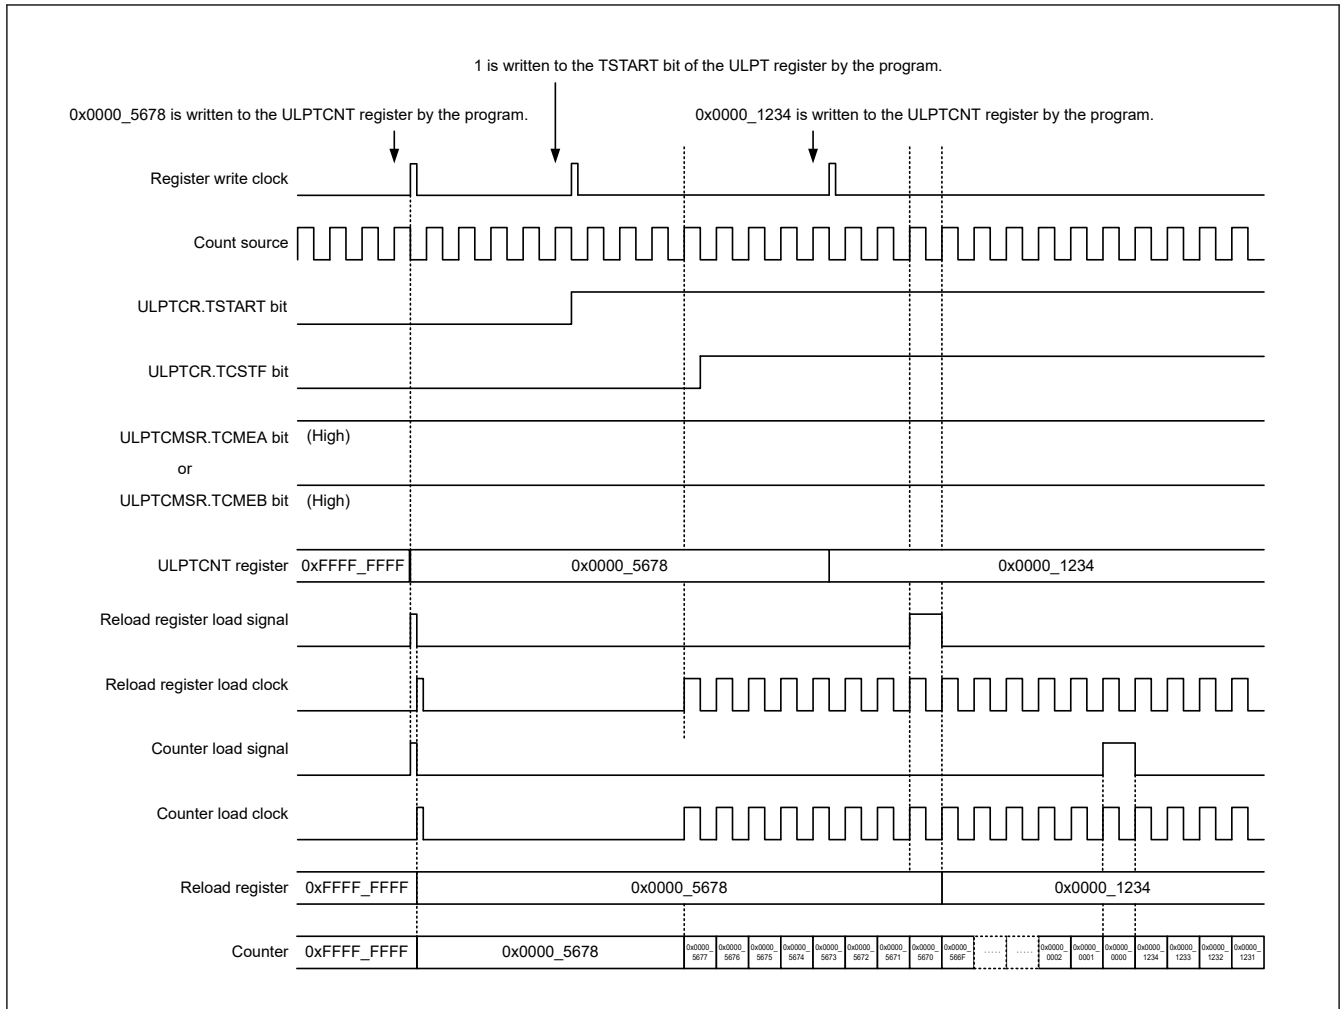 1 is written to the TSTART bit of the ULPT register by the program.
0x0000_5678 is written to the ULPTCNT register by the program.
0x0000_1234 is written to the ULPTCNT register by the program.
Register write clock
Count source
ULPTCR.TSTART bit
ULPTCR.TCSTF bit
ULPTCMSR.TCMEA bit (High)
or
ULPTCMSR.TCMEB bit (High)
ULPTCNT register 0xFFFF_FFFF 0x0000_5678 0x0000_1234
Reload register load signal
Reload register load clock
Counter load signal
Counter load clock
Reload register 0xFFFF_FFFF 0x0000_5678 0x0000_1234
Counter 0xFFFF_FFFF 0x0000_5678 0x0000_5677 0x0000_5676 0x0000_5675 0x0000_5674 0x0000_5673 0x0000_5672 0x0000_5671 0x0000_5670 0x0000_566F ...... ...... 0x0000_0002 0x0000_0001 0x0000_0000 0x0000_1234 0x0000_1233 0x0000_1232 0x0000_1231